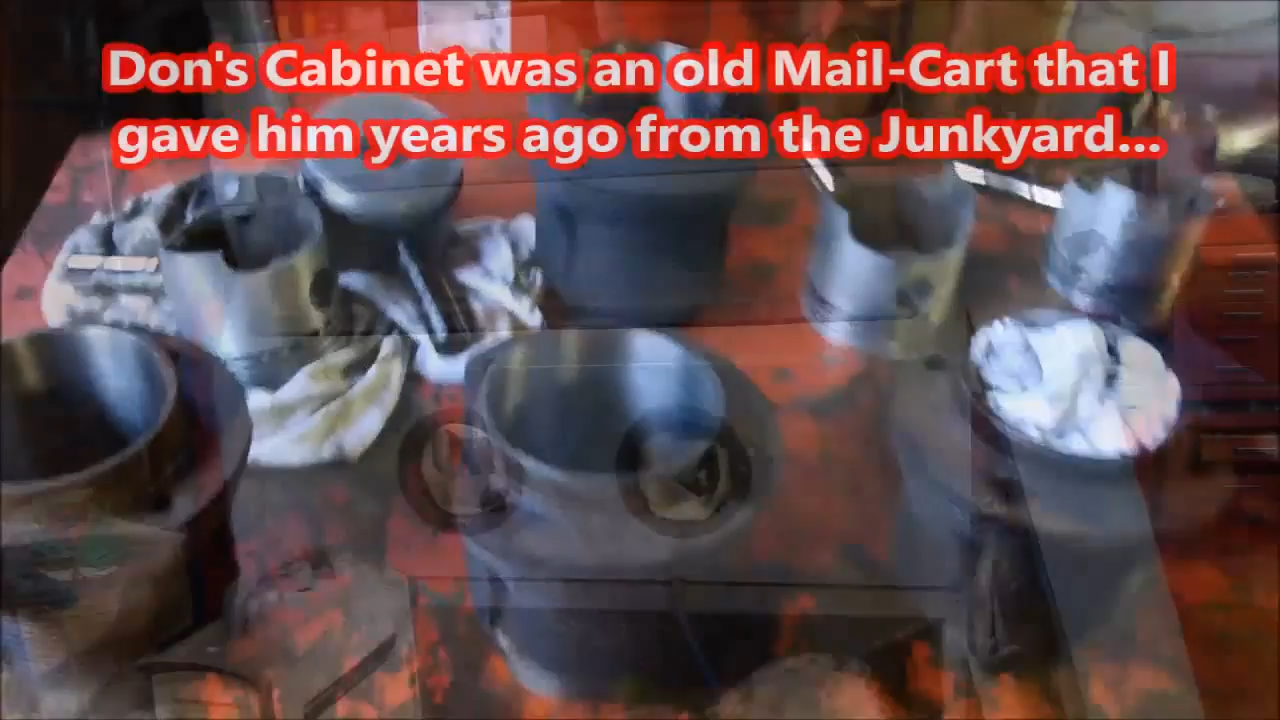 Don's Cabinet was an old Mail-Cart that I
gave him years ago from the Junkyard...